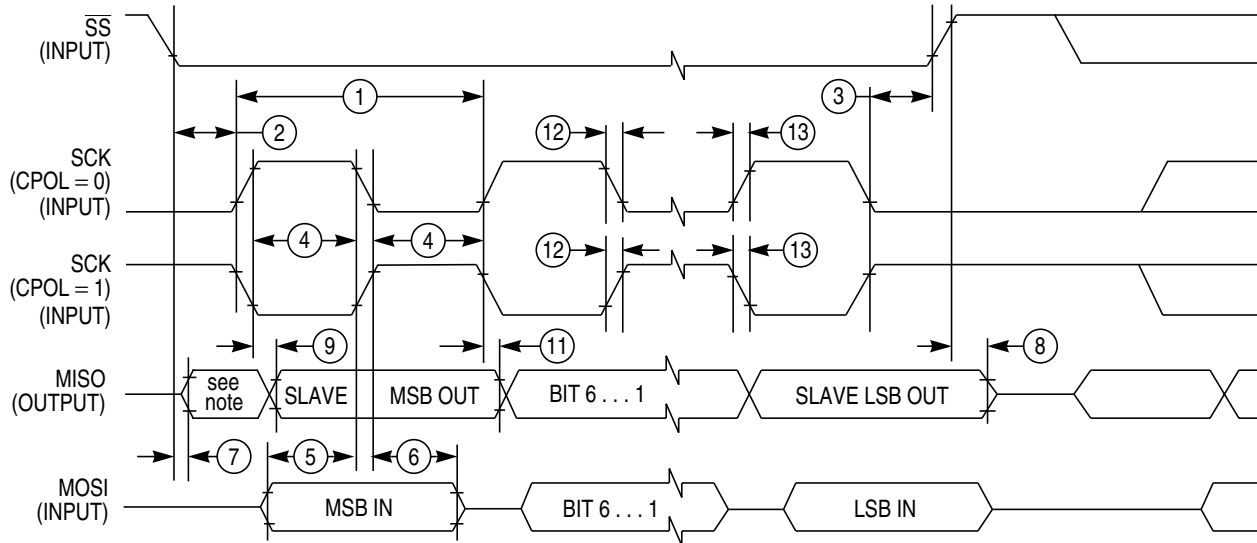 SS
(INPUT)
1
3
2
12
13
SCK
(CPOL = 0)
(INPUT)
4
4
12
13
SCK
(CPOL = 1)
(INPUT)
9
11
8
MISO
(OUTPUT)
see
note
SLAVE
MSB OUT
BIT 6 . . . 1
SLAVE LSB OUT
7
5
6
MOSI
(INPUT)
MSB IN
BIT 6 . . . 1
LSB IN